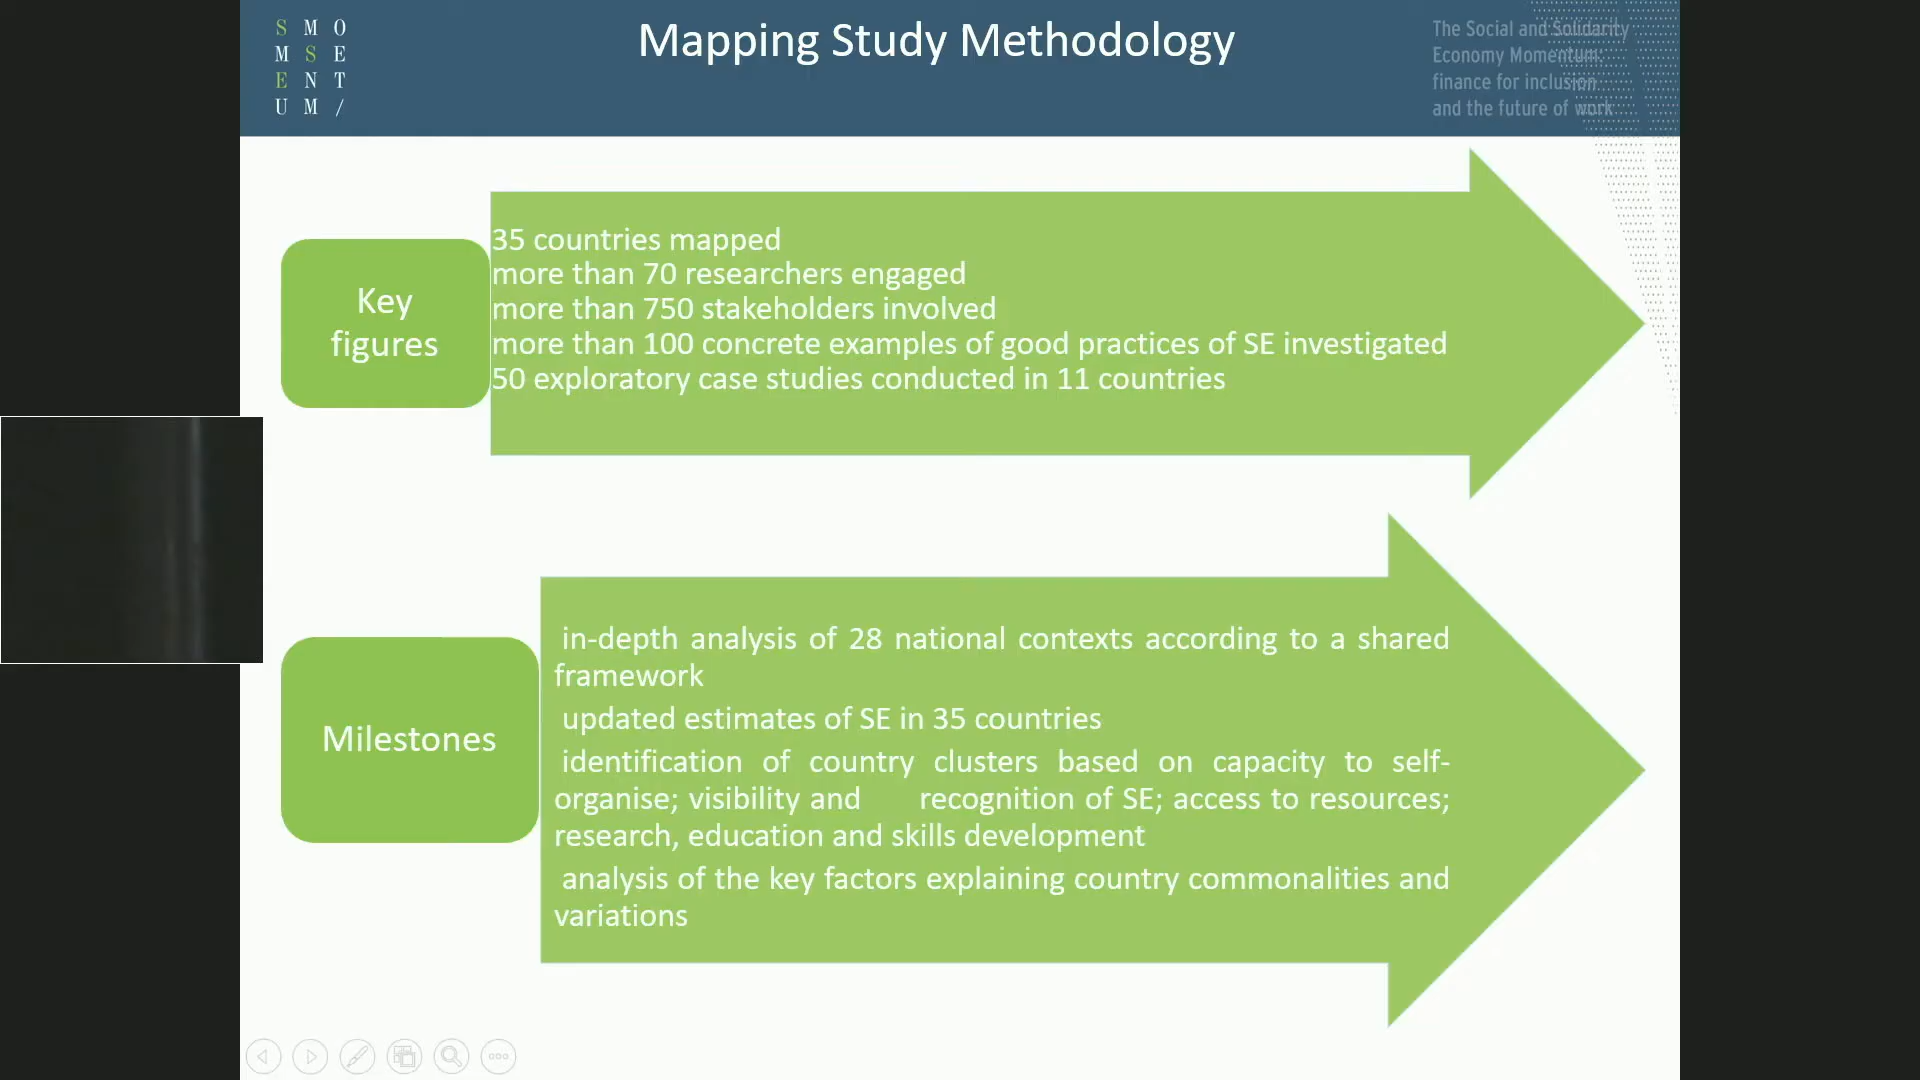 S M O
M S E
E N T
U M /
Mapping Study Methodology
The Social and Solidarity
Economy Momentum:
finance for inclusion
and the future of work
Key
figures
35 countries mapped
more than 70 researchers engaged
more than 750 stakeholders involved
more than 100 concrete examples of good practices of SE investigated
50 exploratory case studies conducted in 11 countries
Milestones
in-depth analysis of 28 national contexts according to a shared
framework
updated estimates of SE in 35 countries
identification of country clusters based on capacity to self-
organise; visibility and recognition of SE; access to resources;
research, education and skills development
analysis of the key factors explaining country commonalities and
variations